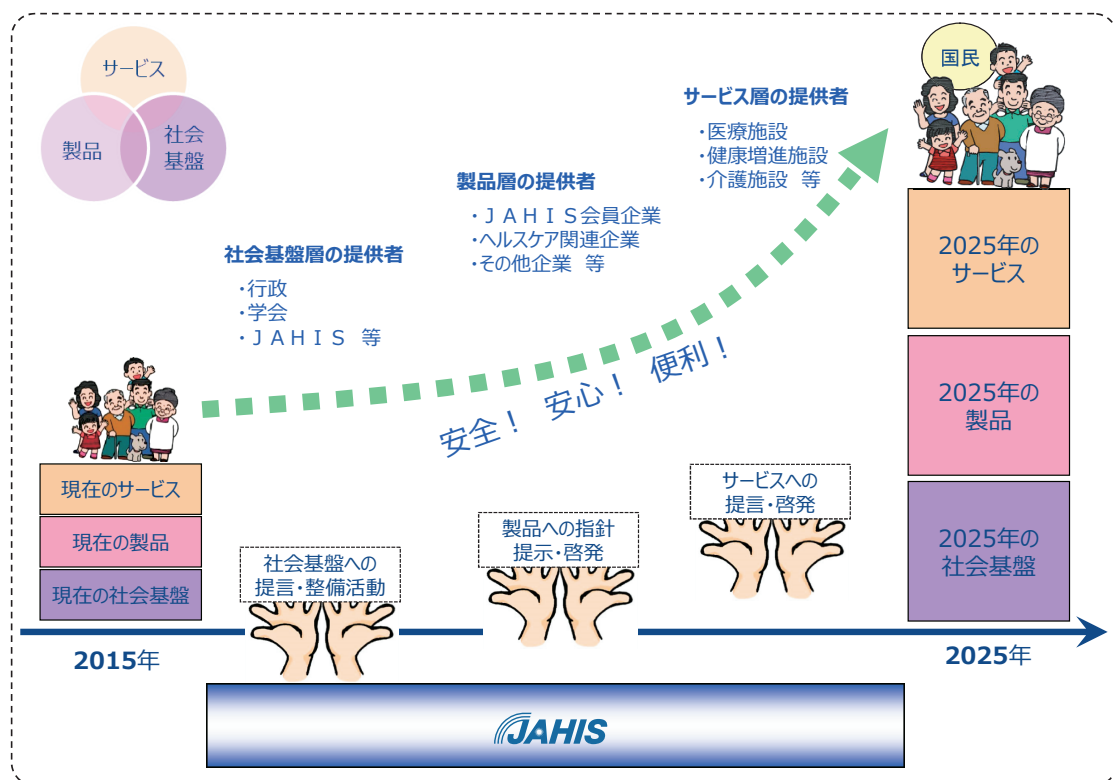 サービス
製品
社会
基盤
社会基盤層の提供者
・行政
・学会
・ＪＡＨＩＳ　等
製品層の提供者
・ＪＡＨＩＳ会員企業
・ヘルスケア関連企業
・その他企業　等
サービス層の提供者
・医療施設
・健康増進施設
・介護施設　等
国民
安全！　安心！　便利！
現在のサービス
現在の製品
現在の社会基盤
社会基盤への
提言・整備活動
製品への指針
提示・啓発
サービスへの
提言・啓発
2025年の
サービス
2025年の
製品
2025年の
社会基盤
2015年
2025年
JAHIS